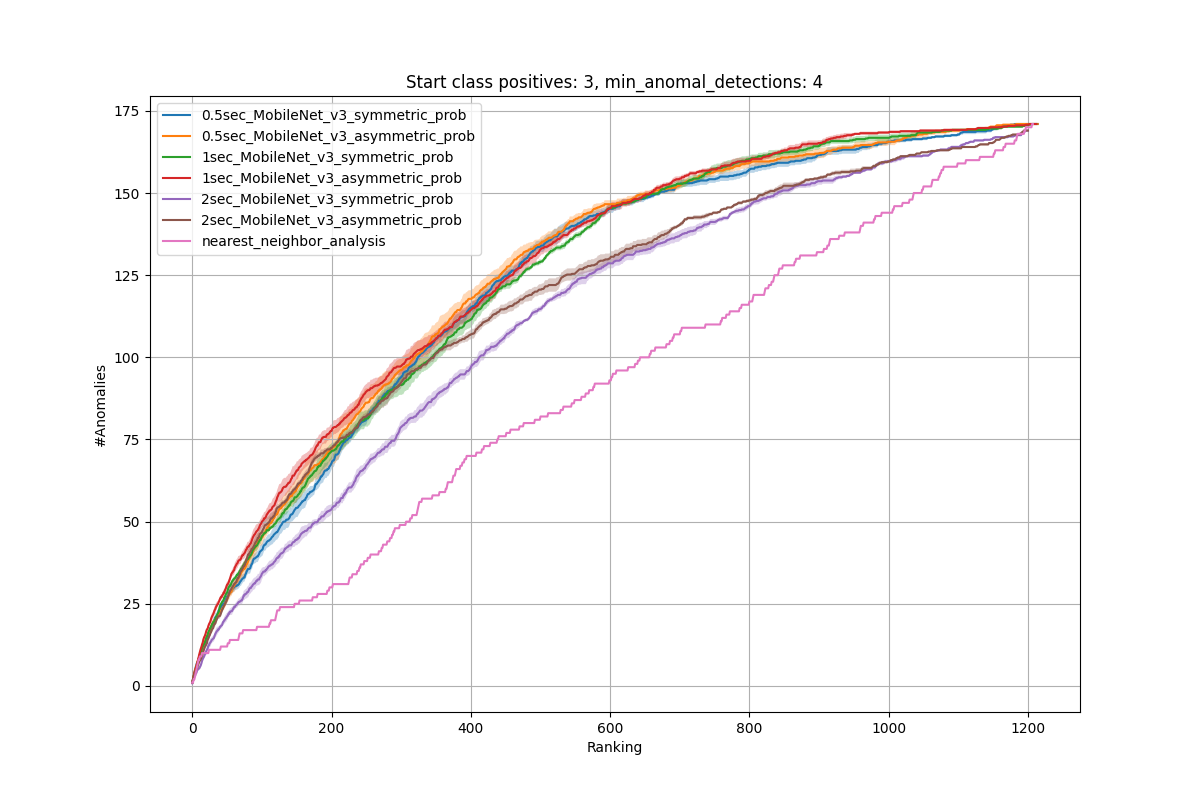 Start class positives: 3, min_anomal_detections: 4
0.5sec_MobileNet_v3_symmetric_prob
0.5sec_MobileNet_v3_asymmetric_prob
1sec_MobileNet_v3_symmetric_prob
1sec_MobileNet_v3_asymmetric_prob
2sec_MobileNet_v3_symmetric_prob
2sec_MobileNet_v3_asymmetric_prob
nearest_neighbor_analysis
175
150
125
100
75
50
25
0
#Anomalies
0 200 400 600 800 1000 1200
Ranking